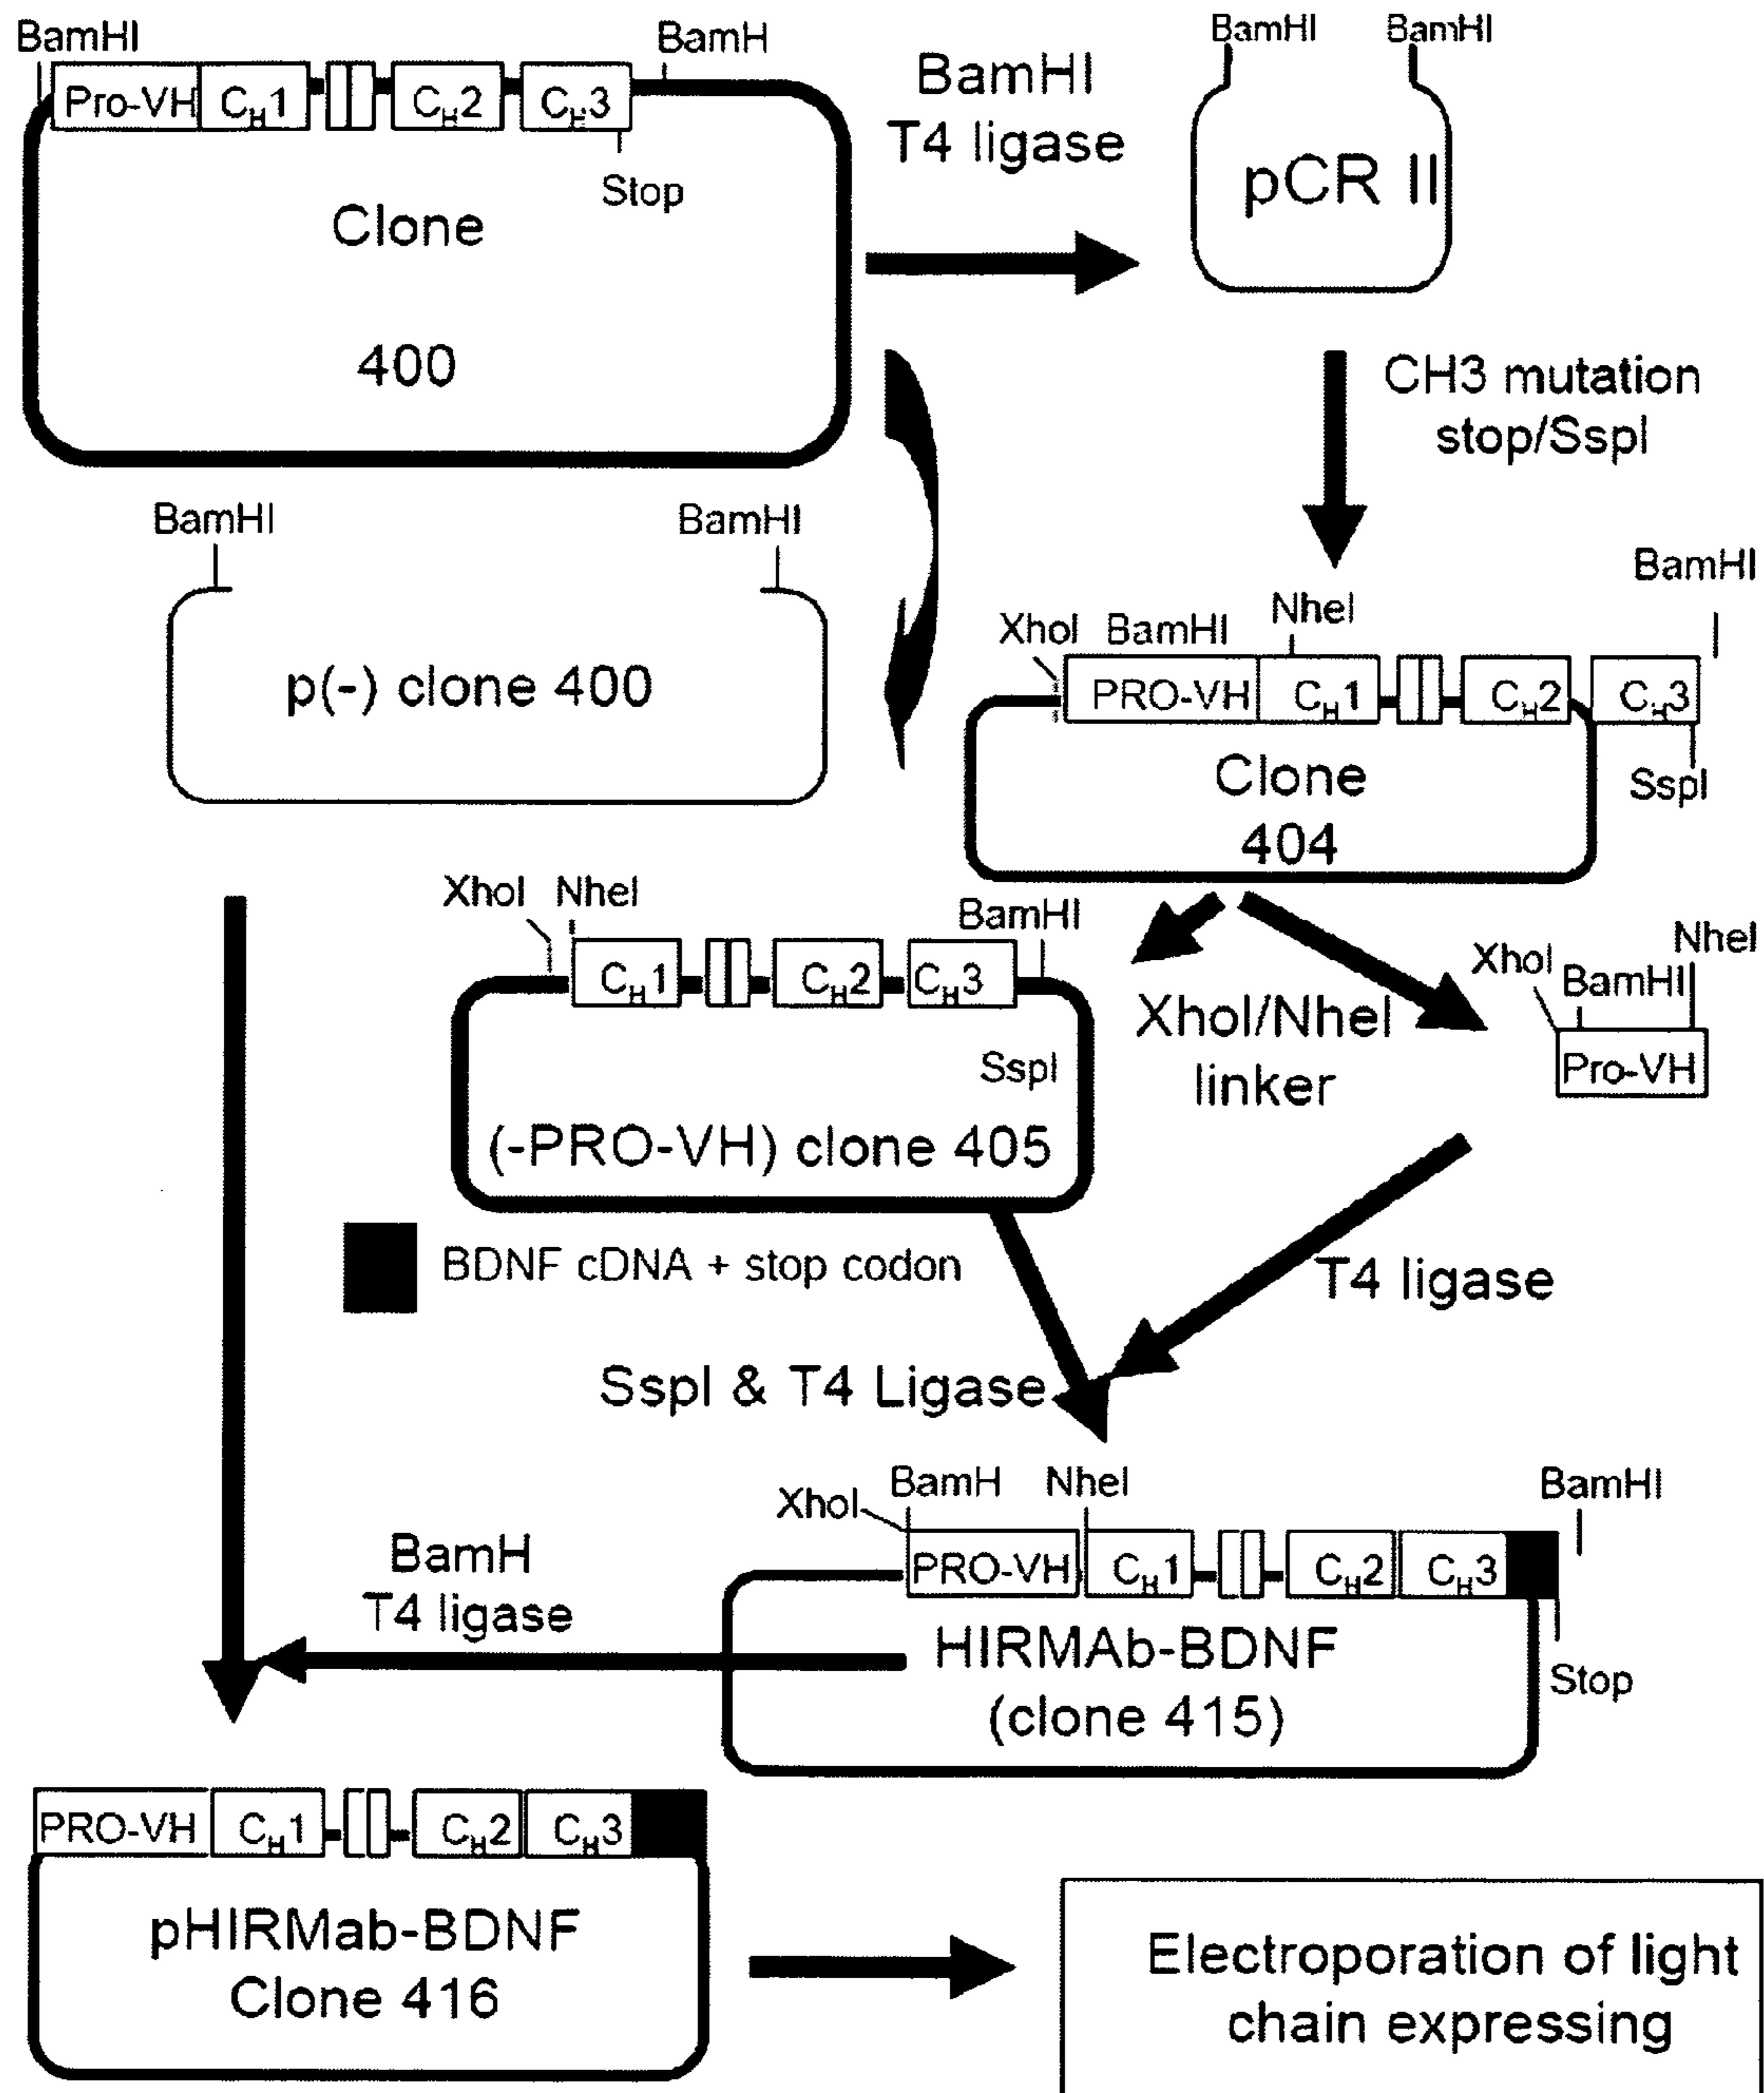 BamHI
BamH
Pro-VH
CH1
CH2
CH3
Stop
Clone
400
BamHI
T4 ligase
BamHI
BamHI
pCR II
CH3 mutation
stop/SspI
BamHI
BamHI
p(-) clone 400
XhoI
BamHI
NheI
BamHI
PRO-VH
CH1
CH2
CH3
SspI
Clone
404
XhoI
NheI
BamHI
CH1
CH2
CH3
SspI
(-PRO-VH) clone 405
XhoI/NheI
linker
XhoI
BamHI
NheI
Pro-VH
BDNF cDNA + stop codon
T4 ligase
SspI & T4 Ligase
XhoI
BamH
NheI
BamHI
PRO-VH
CH1
CH2
CH3
Stop
HIRMAb-BDNF
(clone 415)
BamH
T4 ligase
PRO-VH
CH1
CH2
CH3
pHIRMab-BDNF
Clone 416
Electroporation of light
chain expressing